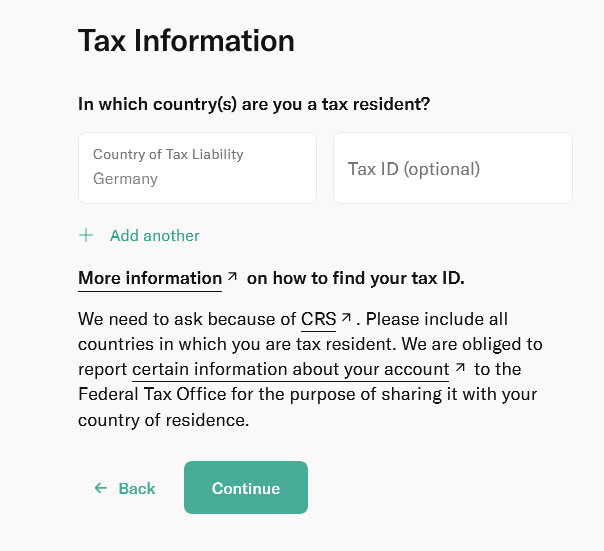 Tax Information
In which country(s) are you a tax resident?
Country of Tax Liability
Germany
Tax ID (optional)
+ Add another
More information ↗ on how to find your tax ID.
We need to ask because of CRS ↗ . Please include all
countries in which you are tax resident. We are obliged to
report certain information about your account ↗ to the
Federal Tax Office for the purpose of sharing it with your
country of residence.
← Back
Continue